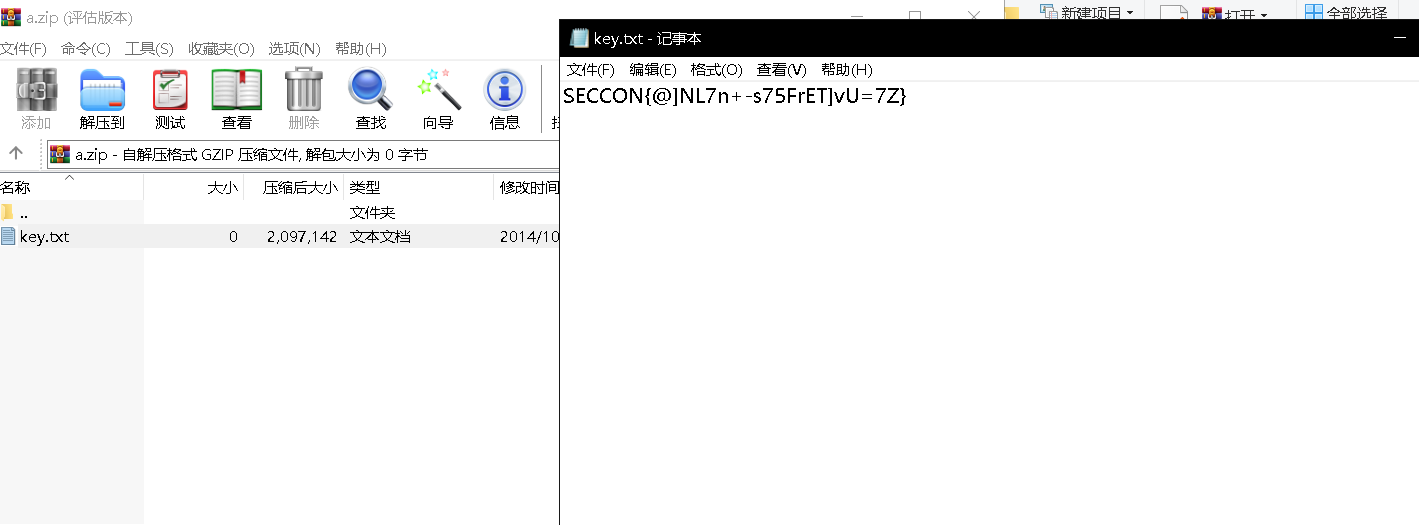 a.zip (评估版本)
文件(F) 命令(C) 工具(S) 收藏夹(O) 选项(N) 帮助(H)
添加 解压到 测试 查看 删除 查找 向导 信息
a.zip - 自解压格式 GZIP 压缩文件, 解包大小为 0 字节
名称 大小 压缩后大小 类型 修改时间
.. 文件夹
key.txt 0 2,097,142 文本文档 2014/10
新建项目 打开 全部选择
key.txt - 记事本
文件(F) 编辑(E) 格式(O) 查看(V) 帮助(H)
SECCON{@]NL7n+-s75FrET]vU=7Z}